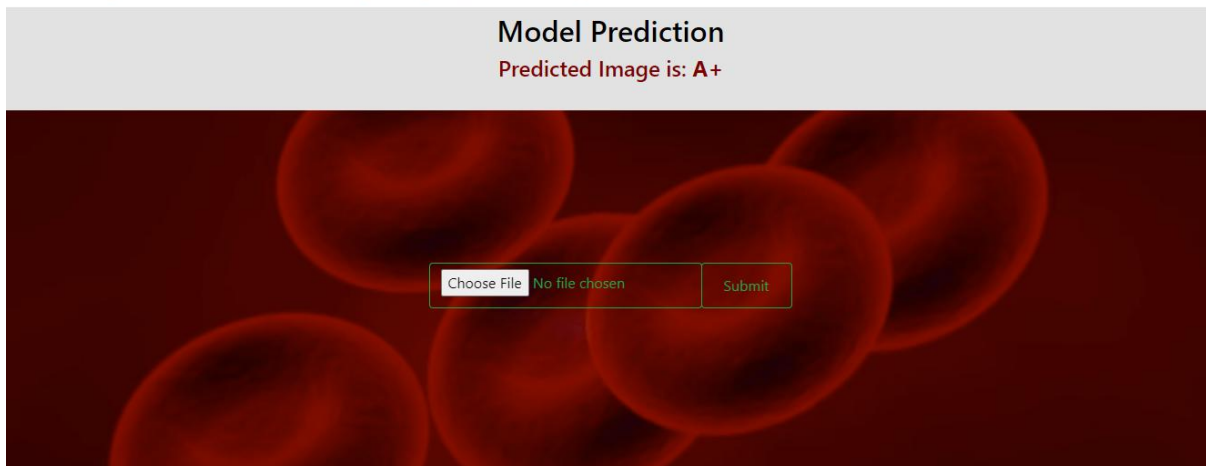 Model Prediction
Predicted Image is: A+
Choose File No file chosen Submit